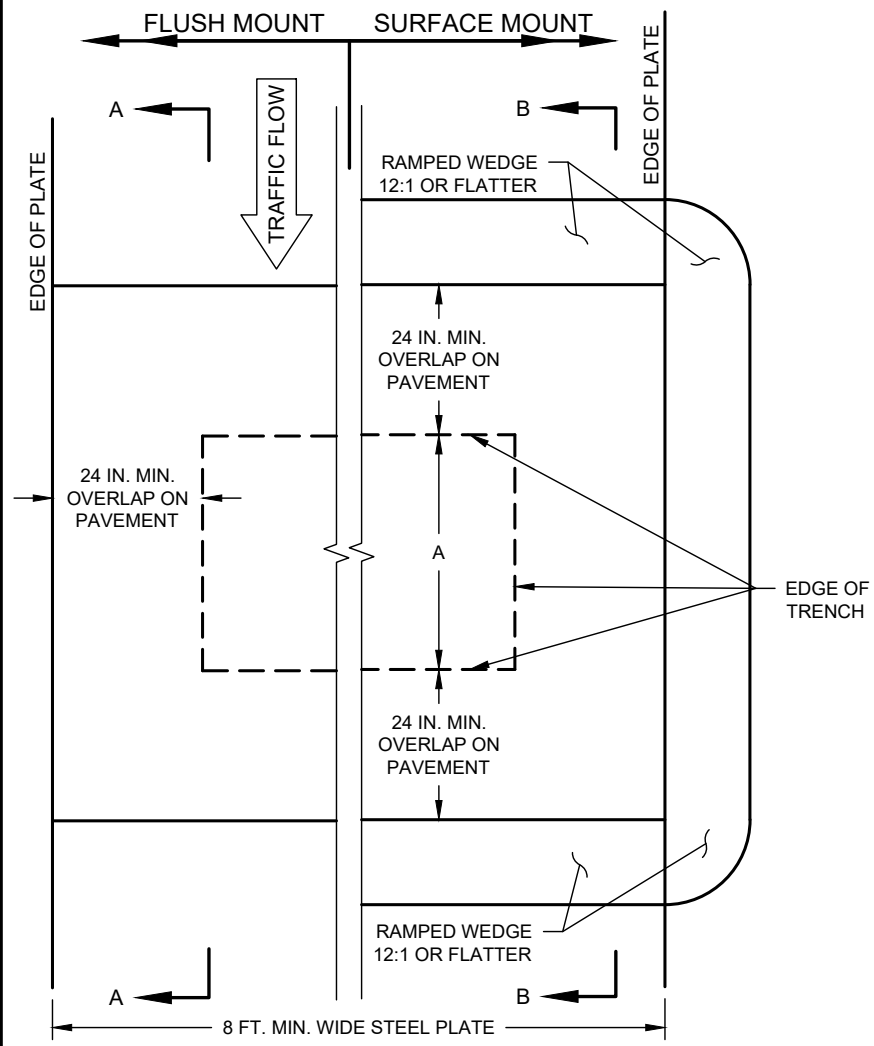 FLUSH MOUNT
SURFACE MOUNT
A
TRAFFIC FLOW
B
EDGE OF PLATE
EDGE OF PLATE
RAMPED WEDGE
12:1 OR FLATTER
24 IN. MIN.
OVERLAP ON
PAVEMENT
24 IN. MIN.
OVERLAP ON
PAVEMENT
A
EDGE OF
TRENCH
24 IN. MIN.
OVERLAP ON
PAVEMENT
RAMPED WEDGE
12:1 OR FLATTER
A
B
8 FT. MIN. WIDE STEEL PLATE